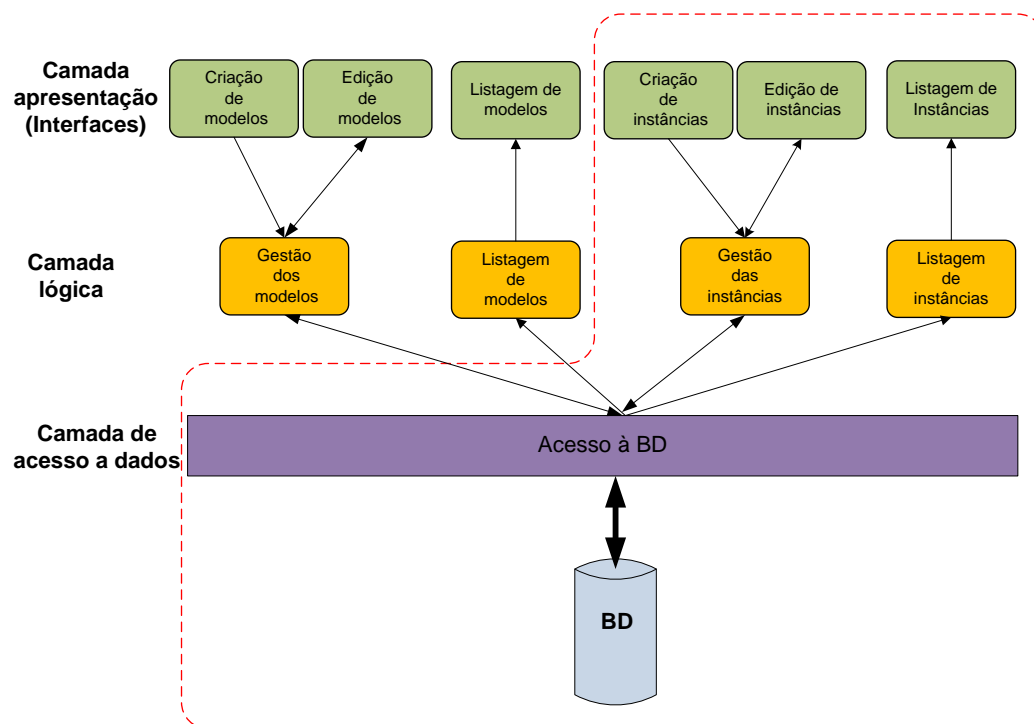 Camada
apresentação
(Interfaces)
Criação
de
modelos
Edição
de
modelos
Listagem de
modelos
Criação
de
instâncias
Edição de
instâncias
Listagem de
Instâncias
Camada
lógica
Gestão
dos
modelos
Listagem
de
modelos
Gestão
das
instâncias
Listagem
de
instâncias
Camada de
acesso a dados
Acesso à BD
BD